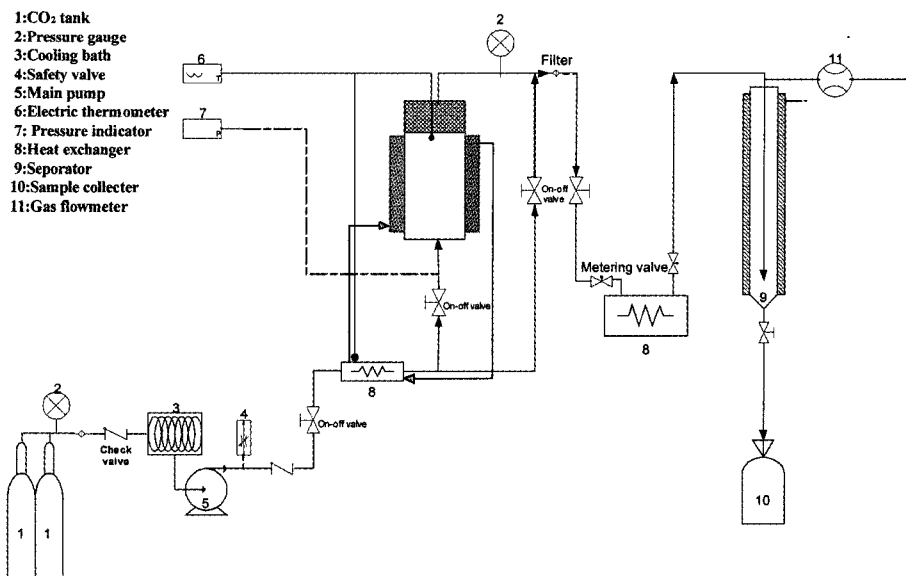 1:CO₂ tank
2:Pressure gauge
3:Cooling bath
4:Safety valve
5:Main pump
6:Electric thermometer
7: Pressure indicator
8:Heat exchanger
9:Seporator
10:Sample collecter
11:Gas flowmeter
2
6
T
Filter
11
7
P
On-off
valve
Metering valve
On-off valve
9
8
8
2
3
4
On-off valve
Check
valve
5
1
1
10